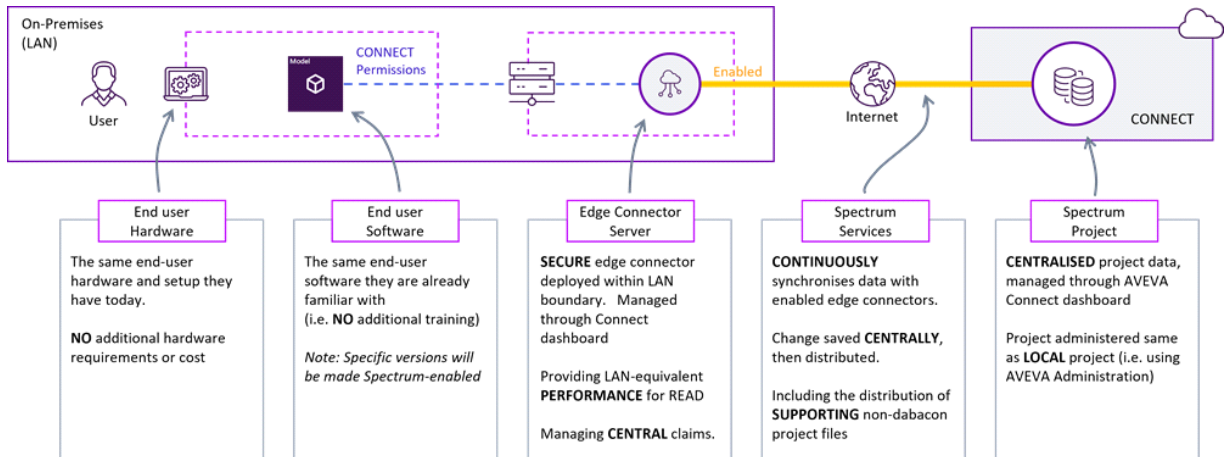 On-Premises
(LAN)
User
Model
CONNECT
Permissions
Enabled
Internet
CONNECT
End user
Hardware
The same end-user
hardware and setup they
have today.
NO additional hardware
requirements or cost
End user
Software
The same end-user
software they are already
familiar with
(i.e. NO additional training)
Note: Specific versions will
be made Spectrum-enabled
Edge Connector
Server
SECURE edge connector
deployed within LAN
boundary. Managed
through Connect
dashboard
Providing LAN-equivalent
PERFORMANCE for READ
Managing CENTRAL claims.
Spectrum
Services
CONTINUOUSLY
synchronises data with
enabled edge connectors.
Change saved CENTRALLY,
then distributed.
Including the distribution of
SUPPORTING non-dabacon
project files
Spectrum
Project
CENTRALISED project data,
managed through AVEVA
Connect dashboard
Project administered same
as LOCAL project (i.e. using
AVEVA Administration)